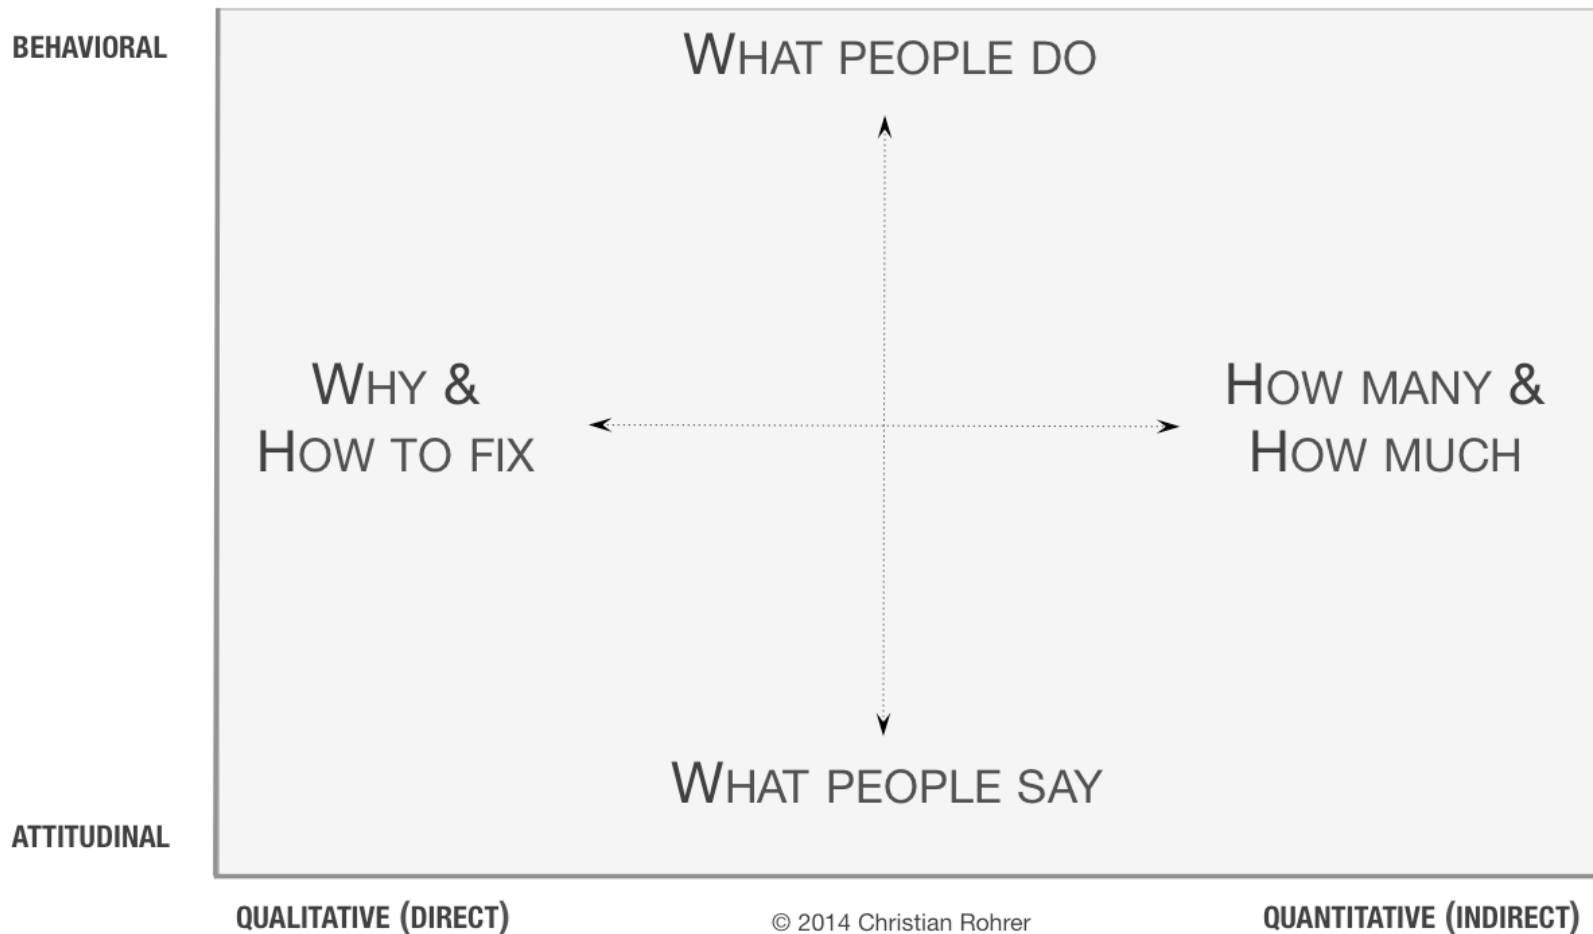 BEHAVIORAL
WHAT PEOPLE DO
WHY &
HOW TO FIX
HOW MANY &
HOW MUCH
WHAT PEOPLE SAY
ATTITUDINAL
QUALITATIVE (DIRECT)
© 2014 Christian Rohrer
QUANTITATIVE (INDIRECT)